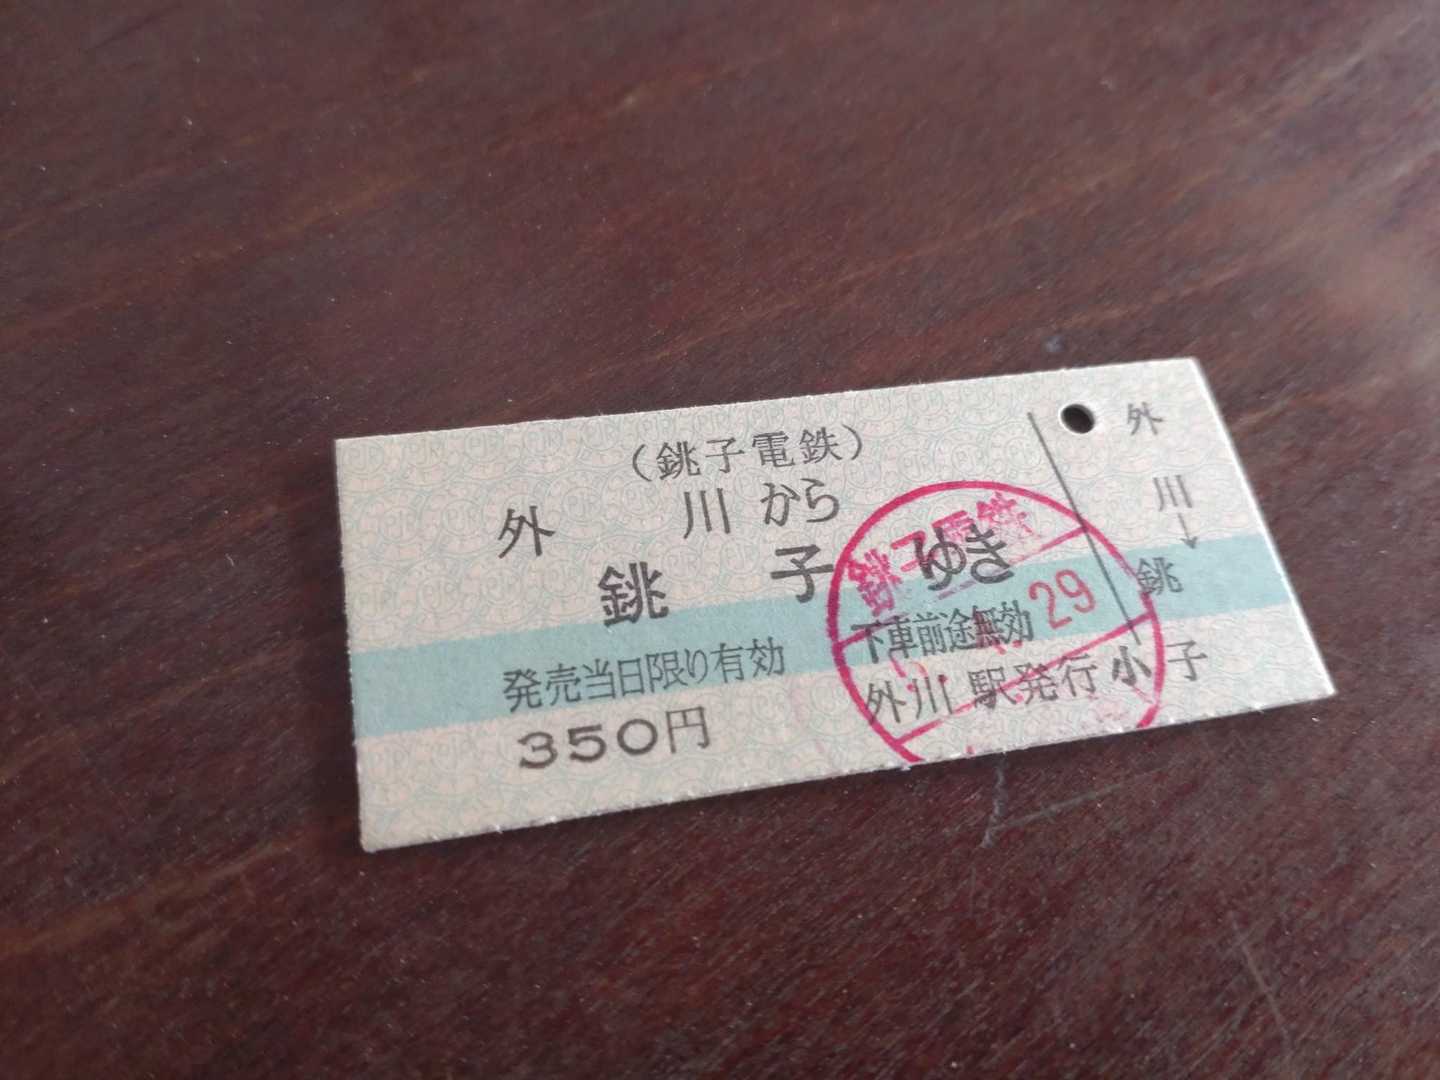 (銚子電鉄)
外川から
銚子ゆき
発売当日限り有効 下車前途無効
350円 外川駅発行 小
外川→銚子
銚子電鉄
29